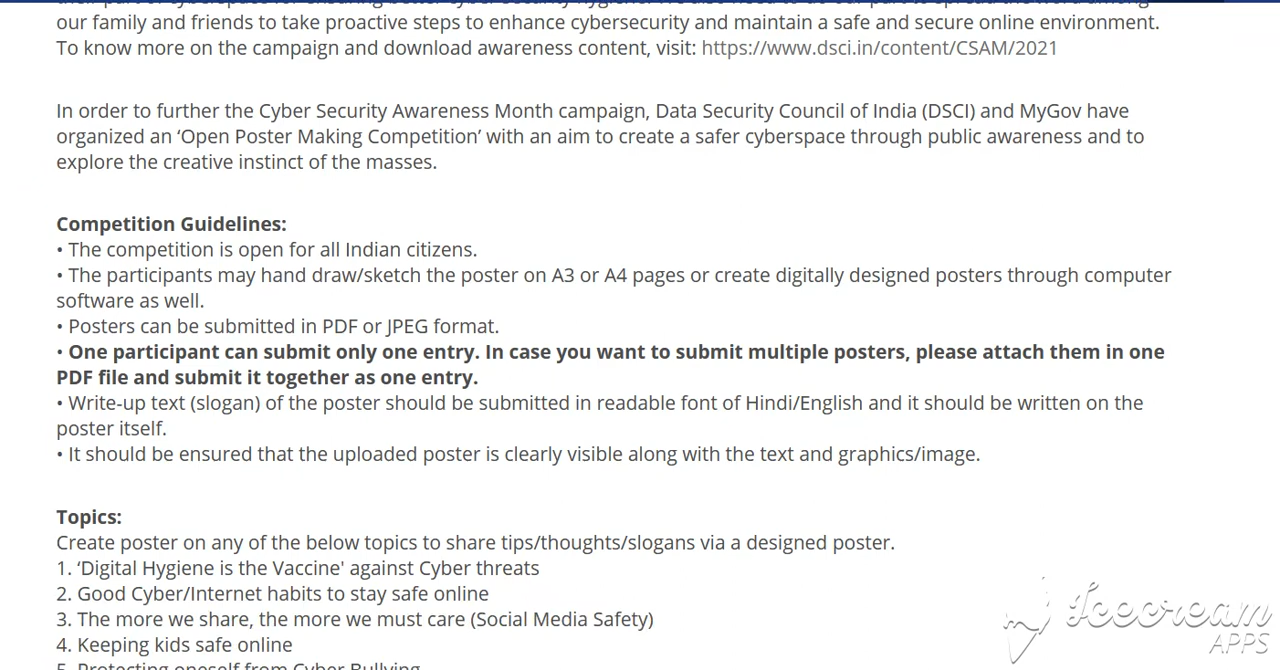 our family and friends to take proactive steps to enhance cybersecurity and maintain a safe and secure online environment.
To know more on the campaign and download awareness content, visit: https://www.dsci.in/content/CSAM/2021
In order to further the Cyber Security Awareness Month campaign, Data Security Council of India (DSCI) and MyGov have
organized an ‘Open Poster Making Competition’ with an aim to create a safer cyberspace through public awareness and to
explore the creative instinct of the masses.
Competition Guidelines:
• The competition is open for all Indian citizens.
• The participants may hand draw/sketch the poster on A3 or A4 pages or create digitally designed posters through computer
software as well.
• Posters can be submitted in PDF or JPEG format.
• One participant can submit only one entry. In case you want to submit multiple posters, please attach them in one
PDF file and submit it together as one entry.
• Write-up text (slogan) of the poster should be submitted in readable font of Hindi/English and it should be written on the
poster itself.
• It should be ensured that the uploaded poster is clearly visible along with the text and graphics/image.
Topics:
Create poster on any of the below topics to share tips/thoughts/slogans via a designed poster.
1. ‘Digital Hygiene is the Vaccine' against Cyber threats
2. Good Cyber/Internet habits to stay safe online
3. The more we share, the more we must care (Social Media Safety)
4. Keeping kids safe online
5. Protecting oneself from Cyber Bullying
Icecream
APPS